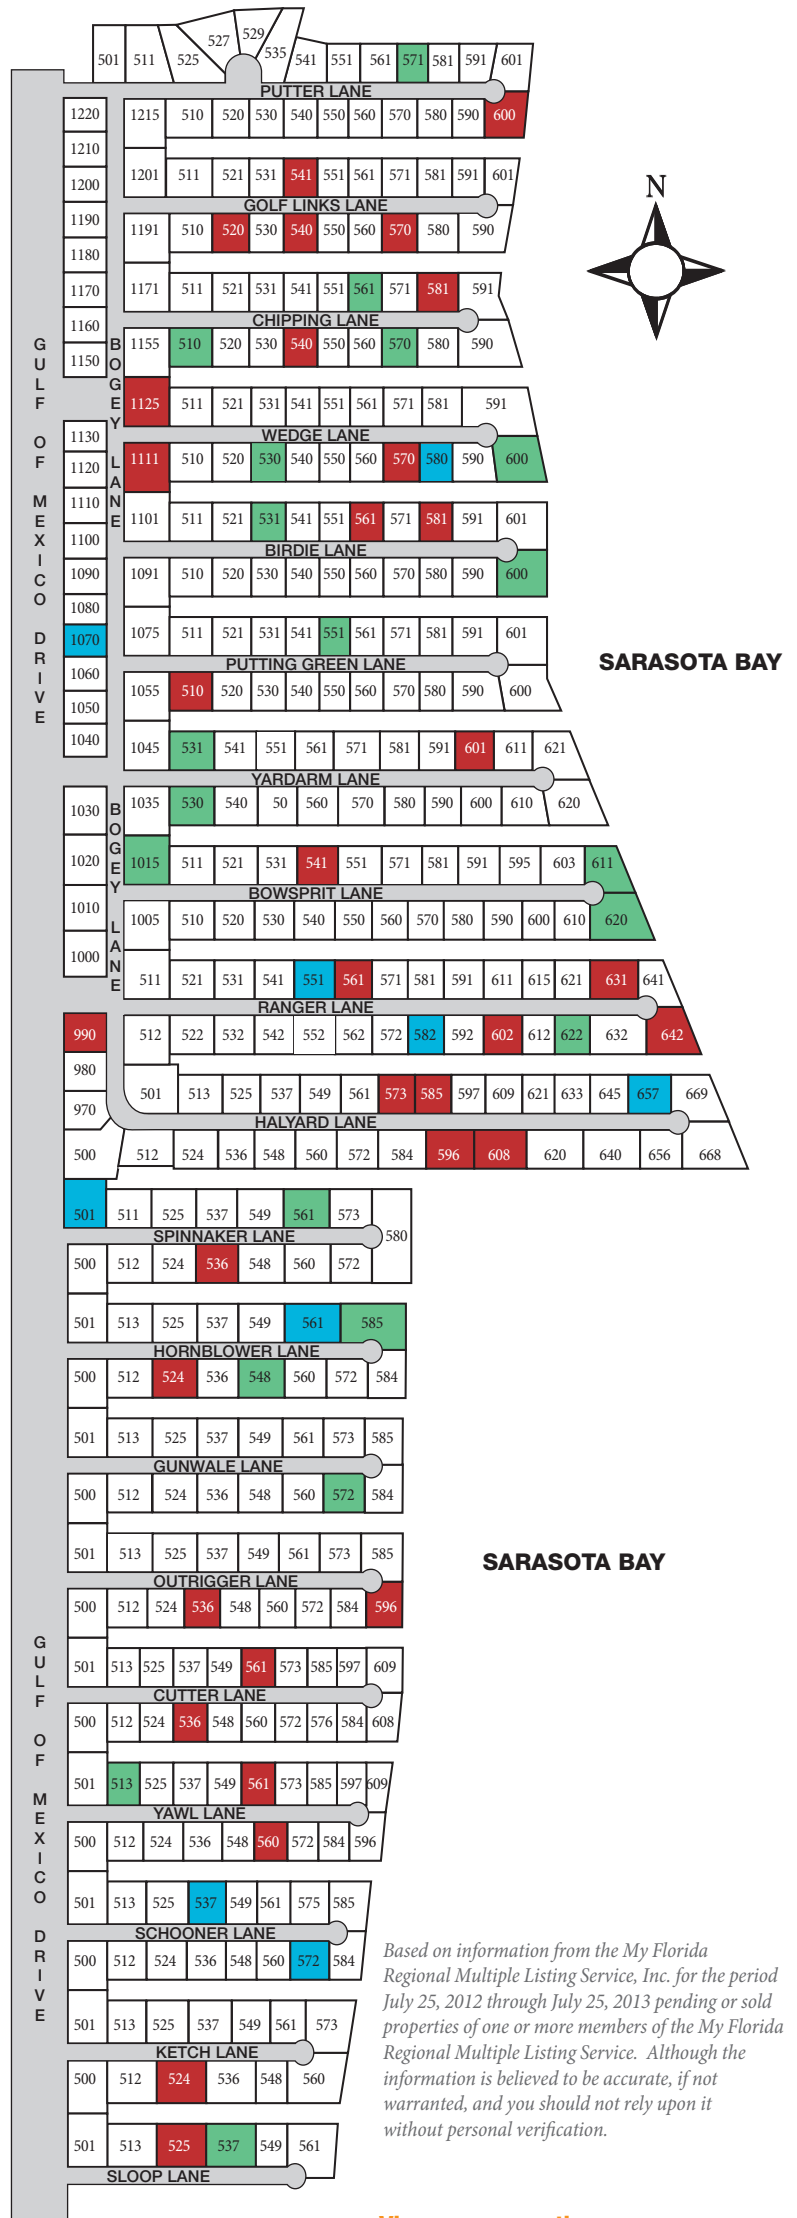 501 511 525 527 529 535 541 551 561 571 581 591 601
PUTTER LANE
1220 1215 510 520 530 540 550 560 570 580 590 600
1210
1200 1201 511 521 531 541 551 561 571 581 591 601
GOLF LINKS LANE
1190 1191 510 520 530 540 550 560 570 580 590
1180
1170 1171 511 521 531 541 551 561 571 581 591
CHIPPING LANE
1160
1150 1155 510 520 530 540 550 560 570 580 590
1125 511 521 531 541 551 561 571 581 591
WEDGE LANE
1130
1120 1111 510 520 530 540 550 560 570 580 590 600
1110
1100 1101 511 521 531 541 551 561 571 581 591 601
BIRDIE LANE
1090 1091 510 520 530 540 550 560 570 580 590 600
1080
1070 1075 511 521 531 541 551 561 571 581 591 601
PUTTING GREEN LANE
1060
1050 1055 510 520 530 540 550 560 570 580 590 600
1040 1045 531 541 551 561 571 581 591 601 611 621
YARDARM LANE
1030 1035 530 540 50 560 570 580 590 600 610 620
1020 1015 511 521 531 541 551 571 581 591 595 603 611
BOWSPRIT LANE
1010 1005 510 520 530 540 550 560 570 580 590 600 610 620
1000 511 521 531 541 551 561 571 581 591 611 615 621 631 641
RANGER LANE
990 512 522 532 542 552 562 572 582 592 602 612 622 632 642
980
970 501 513 525 537 549 561 573 585 597 609 621 633 645 657 669
HALYARD LANE
500 512 524 536 548 560 572 584 596 608 620 640 656 668
501 511 525 537 549 561 573 580
SPINNAKER LANE
500 512 524 536 548 560 572
501 513 525 537 549 561 585
HORNBLOWER LANE
500 512 524 536 548 560 572 584
501 513 525 537 549 561 573 585
GUNWALE LANE
500 512 524 536 548 560 572 584
501 513 525 537 549 561 573 585
OUTRIGGER LANE
500 512 524 536 548 560 572 584 596
501 513 525 537 549 561 573 585 597 609
CUTTER LANE
500 512 524 536 548 560 572 576 584 608
501 513 525 537 549 561 573 585 597 609
YAWL LANE
500 512 524 536 548 560 572 584 596
501 513 525 537 549 561 575 585
SCHOONER LANE
500 512 524 536 548 560 572 584
501 513 525 537 549 561 573
KETCH LANE
500 512 524 536 548 560
501 513 525 537 549 561
SLOOP LANE
GULF OF MEXICO DRIVE
BOGEY LANE
BOGEY LANE
GULF OF MEXICO DRIVE
N
SARASOTA BAY
SARASOTA BAY
Based on information from the My Florida
Regional Multiple Listing Service, Inc. for the period
July 25, 2012 through July 25, 2013 pending or sold
properties of one or more members of the My Florida
Regional Multiple Listing Service. Although the
information is believed to be accurate, if not
warranted, and you should not rely upon it
without personal verification.